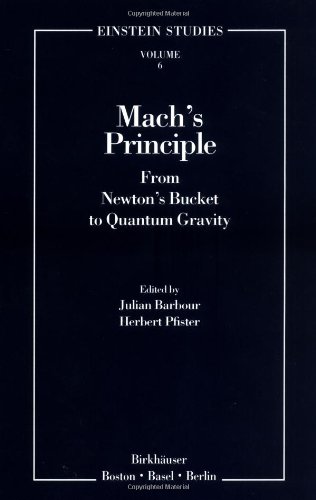 EINSTEIN STUDIES
VOLUME
6
Mach's
Principle
From
Newton's Bucket
to Quantum Gravity
Edited by
Julian Barbour
Herbert Pfister
Birkhäuser
Boston • Basel • Berlin